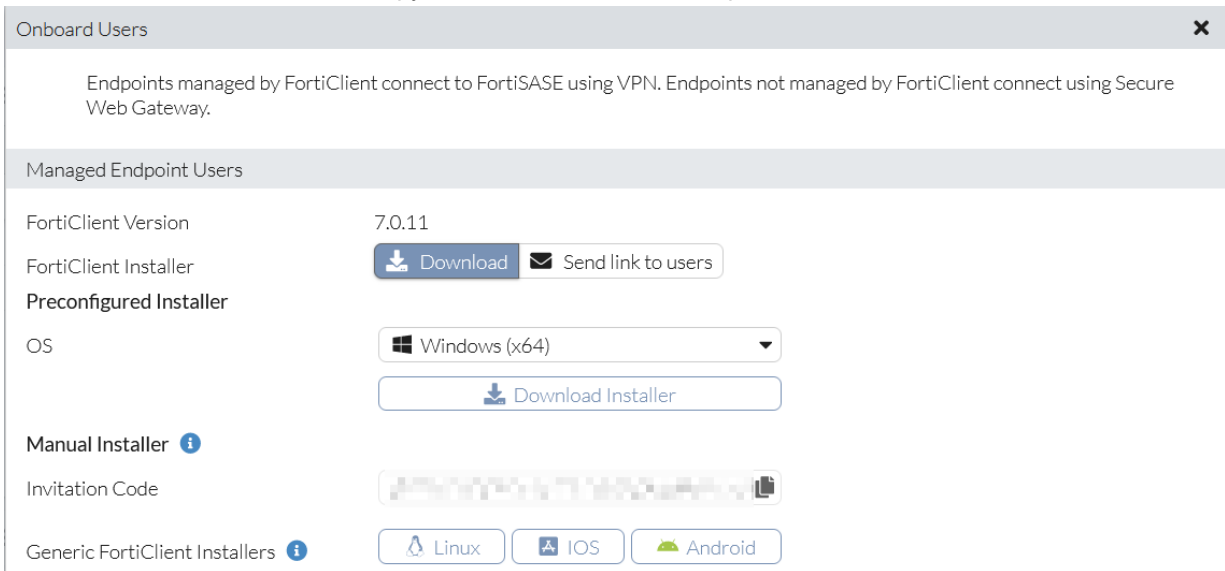 Onboard Users
Endpoints managed by FortiClient connect to FortiSASE using VPN. Endpoints not managed by FortiClient connect using Secure
Web Gateway.
Managed Endpoint Users
FortiClient Version 7.0.11
FortiClient Installer Download Send link to users
Preconfigured Installer
OS Windows (x64)
Download Installer
Manual Installer
Invitation Code
Generic FortiClient Installers Linux IOS Android